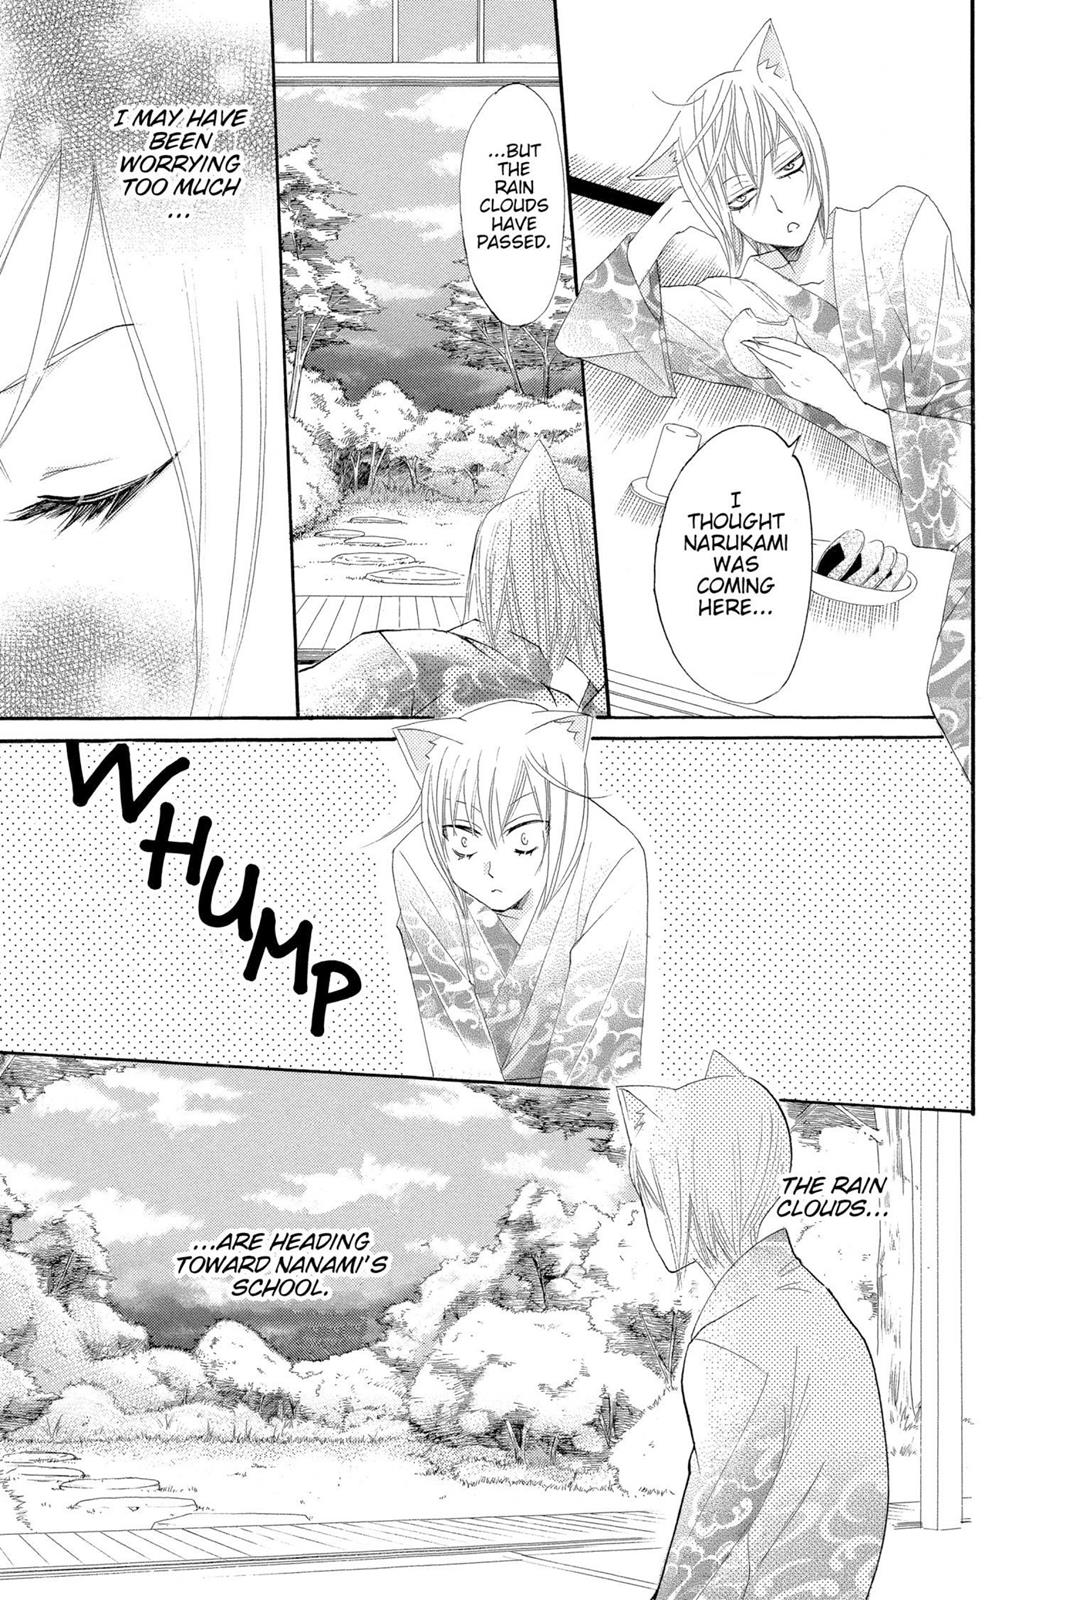 I
THOUGHT
NARUKAMI
WAS
COMING
HERE...
...BUT
THE
RAIN
CLOUDS
HAVE
PASSED.
I MAY HAVE
BEEN
WORRYING
TOO MUCH
...
WHUMP
THE RAIN
CLOUDS...
...ARE HEADING
TOWARD NANAMI'S
SCHOOL.